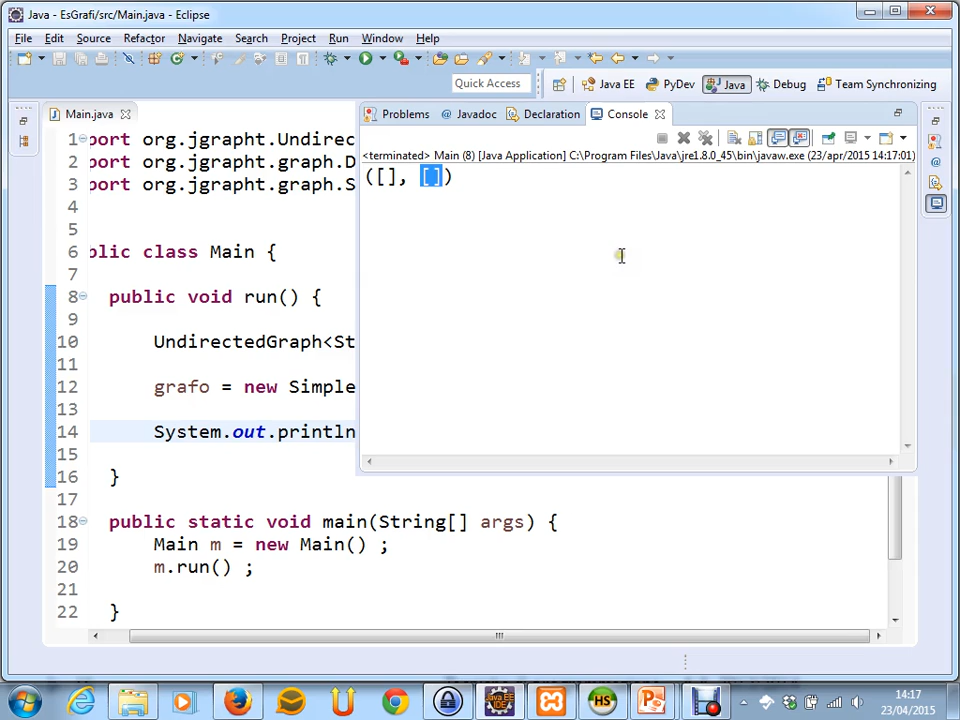 Java - EsGrafi/src/Main.java - Eclipse
File Edit Source Refactor Navigate Search Project Run Window Help
Quick Access Java EE PyDev Java Debug Team Synchronizing
Main.java Problems Javadoc Declaration Console
<terminated> Main (8) [Java Application] C:\Program Files\Java\jre1.8.0_45\bin\javaw.exe (23/apr/2015 14:17:01)
([], [])
1 port org.jgrapht.Undirec
2 port org.jgrapht.graph.D
3 port org.jgrapht.graph.S
4
5
6 blic class Main {
7
8 public void run() {
9
10 UndirectedGraph<St
11
12 grafo = new Simple
13
14 System.out.println
15
16 }
17
18 public static void main(String[] args) {
19 Main m = new Main() ;
20 m.run() ;
21
22 }
14:17
23/04/2015